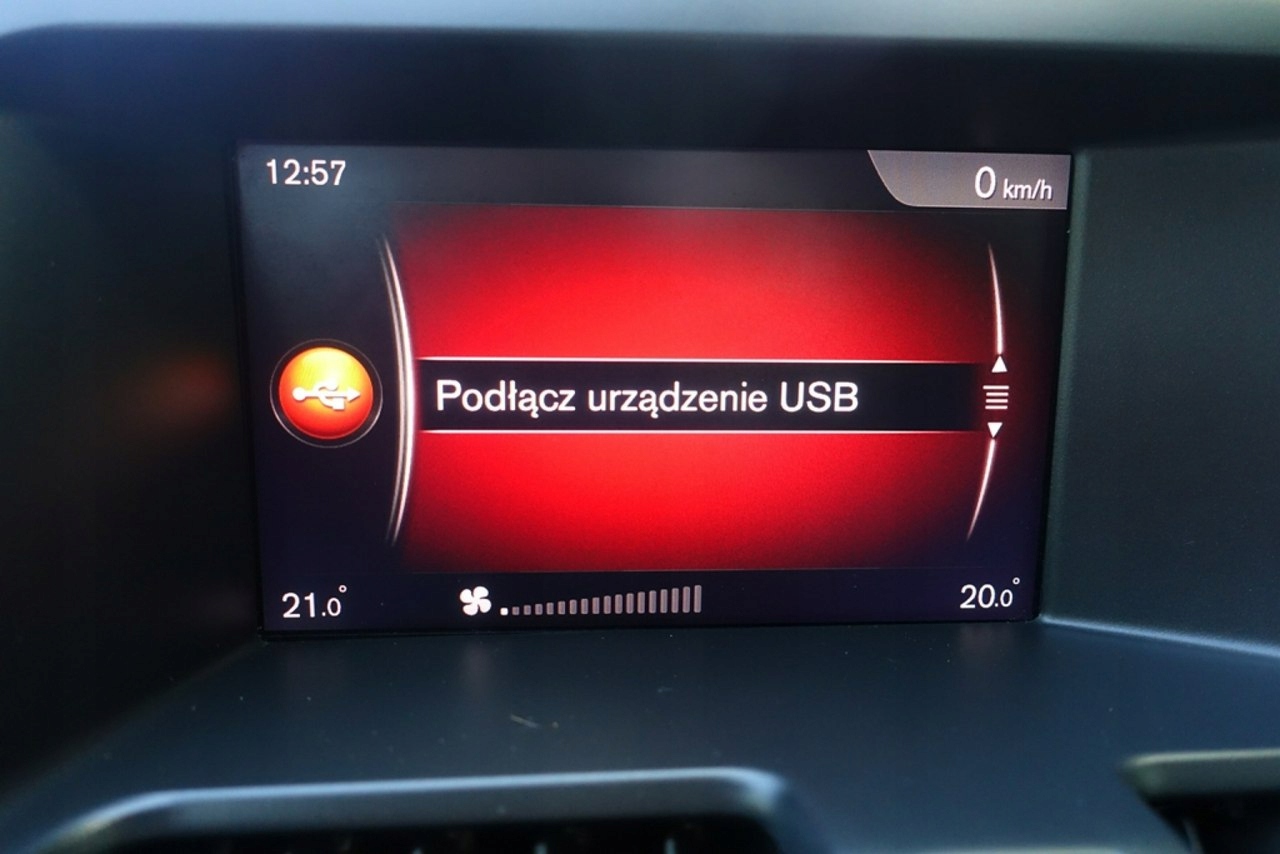 12:57
0 km/h
Podłącz urządzenie USB
21.0°
20.0°